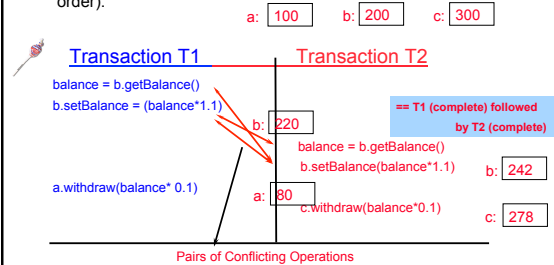 order).
a: 100 b: 200 c: 300
Transaction T1 Transaction T2
balance = b.getBalance()
b.setBalance = (balance*1.1)
== T1 (complete) followed
by T2 (complete)
b: 220
balance = b.getBalance()
b.setBalance(balance*1.1)
b: 242
a.withdraw(balance* 0.1)
a: 80
c.withdraw(balance*0.1)
c: 278
Pairs of Conflicting Operations